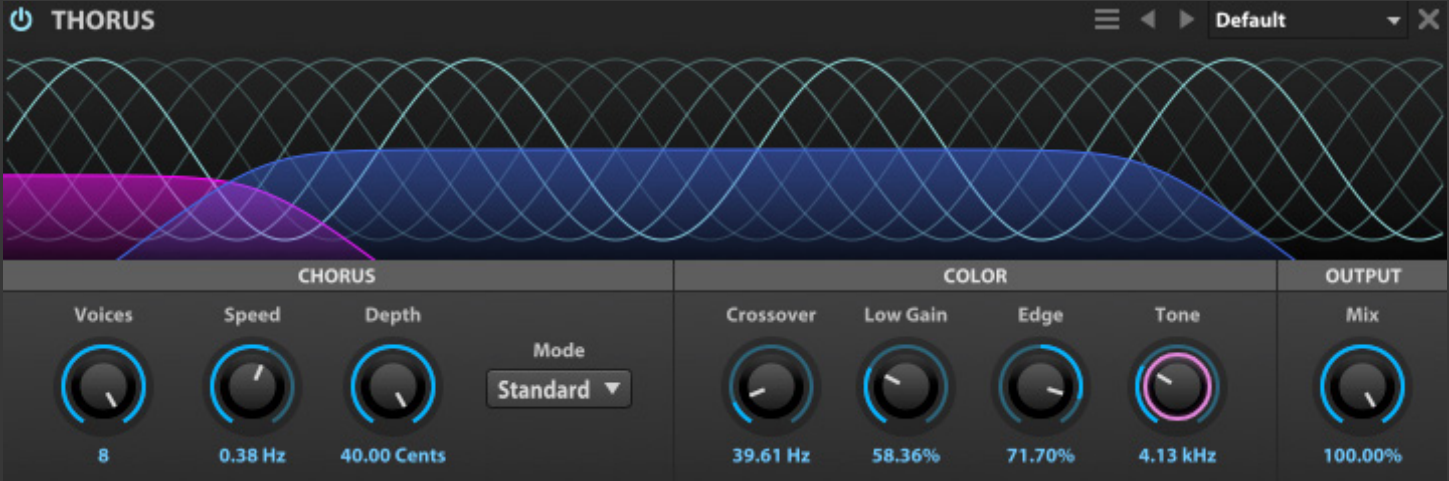 THORUS
Default
CHORUS
COLOR
OUTPUT
Voices
Speed
Depth
Mode
Standard
Crossover
Low Gain
Edge
Tone
Mix
8
0.38 Hz
40.00 Cents
39.61 Hz
58.36%
71.70%
4.13 kHz
100.00%